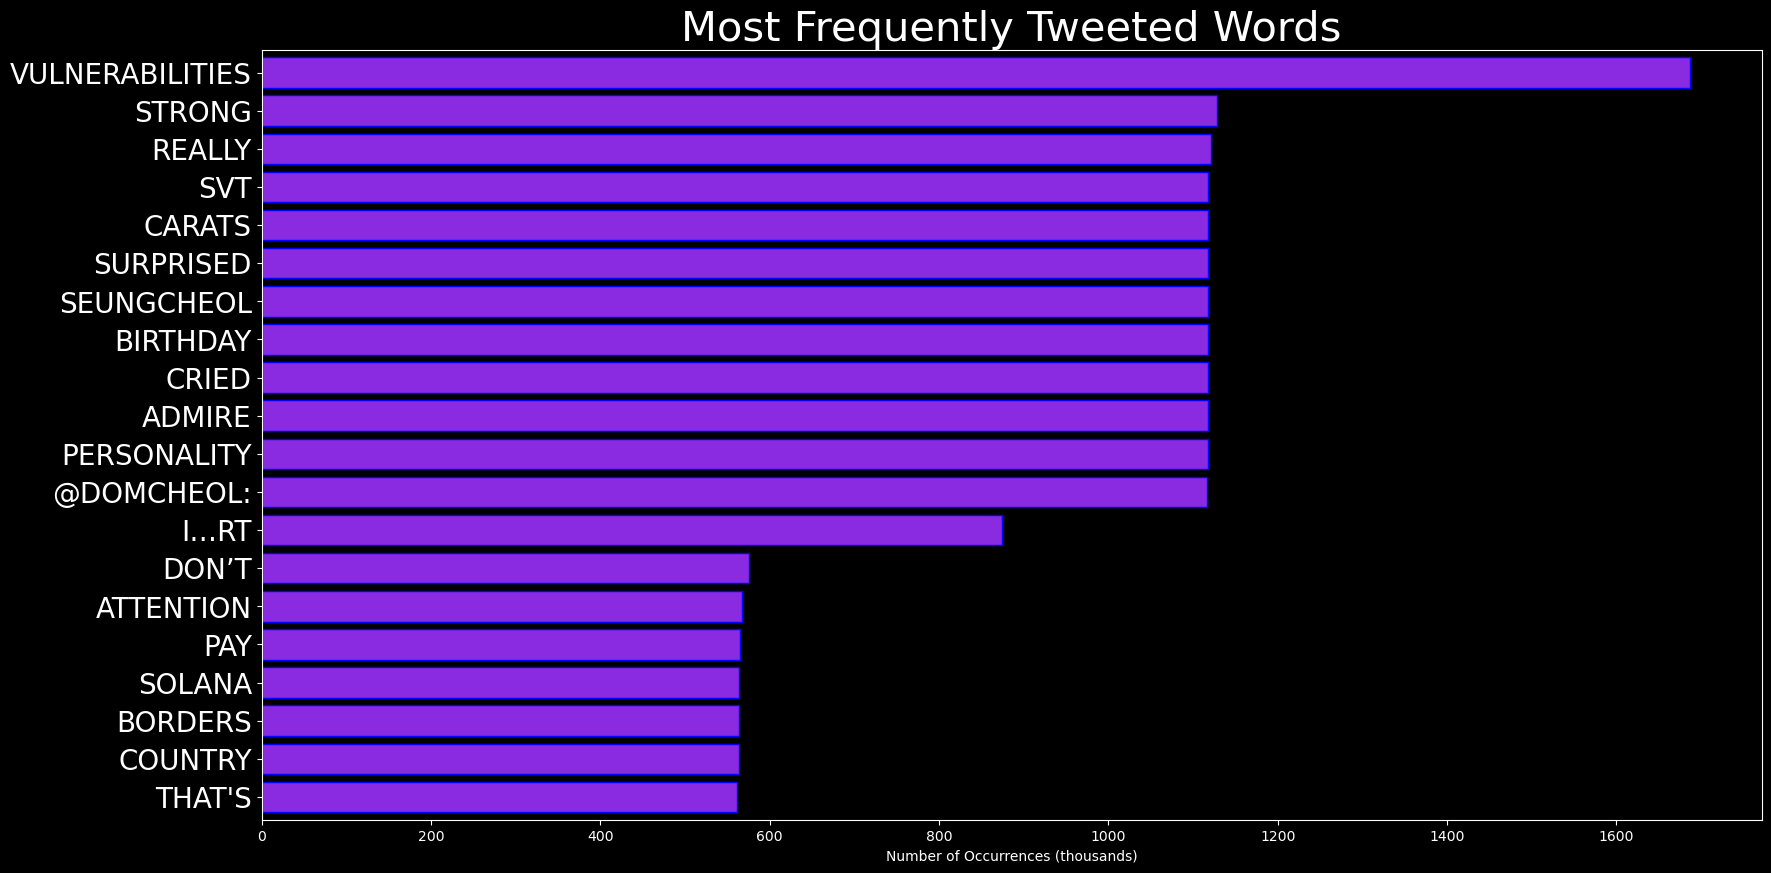 Most Frequently Tweeted Words
VULNERABILITIES
STRONG
REALLY
SVT
CARATS
SURPRISED
SEUNGCHEOL
BIRTHDAY
CRIED
ADMIRE
PERSONALITY
@DOMCHEOL:
I…RT
DON’T
ATTENTION
PAY
SOLANA
BORDERS
COUNTRY
THAT'S
0 200 400 600 800 1000 1200 1400 1600
Number of Occurrences (thousands)